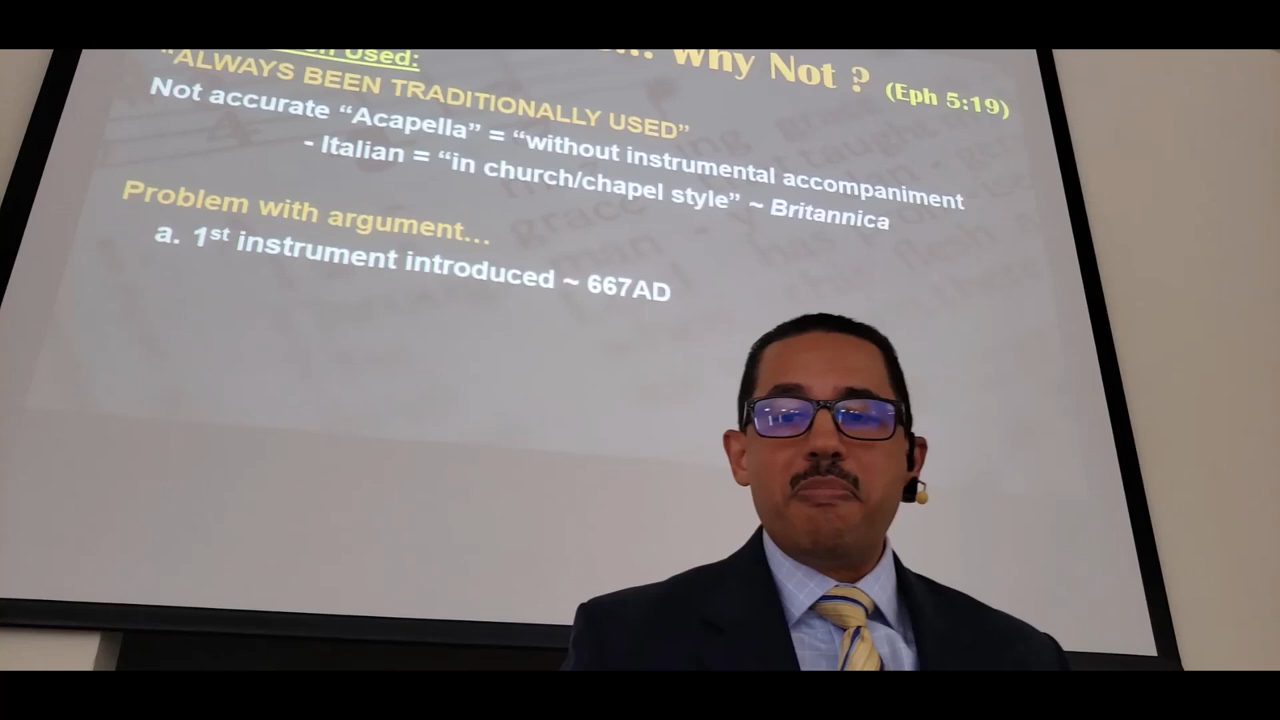 Why Not ? (Eph 5:19)
Used:
“ALWAYS BEEN TRADITIONALLY USED”
Not accurate “Acapella” = “without instrumental accompaniment
- Italian = “in church/chapel style” ~ Britannica
Problem with argument...
a. 1st instrument introduced ~ 667AD